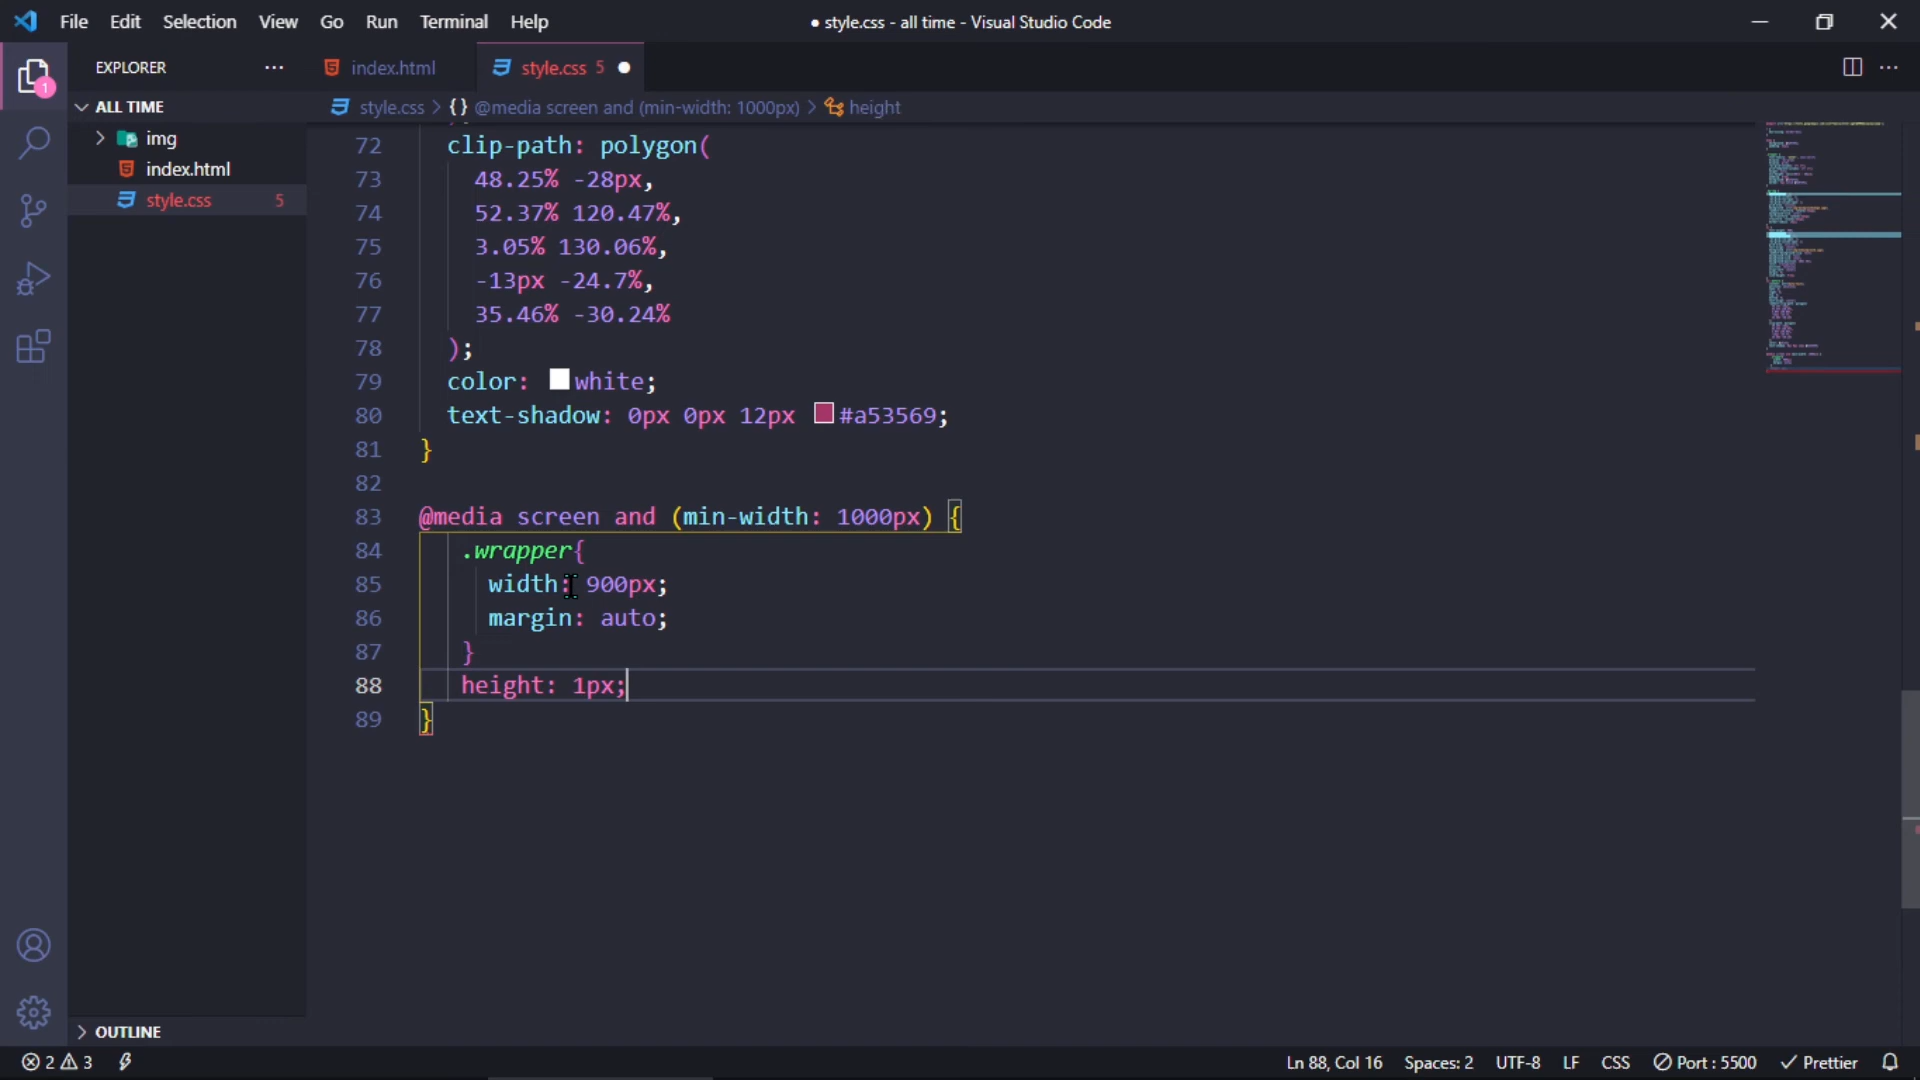 File Edit Selection View Go Run Terminal Help
● style.css - all time - Visual Studio Code
EXPLORER
index.html
style.css 5
ALL TIME
style.css > {} @media screen and (min-width: 1000px) > height
img
index.html
style.css 5
72 clip-path: polygon(
73 48.25% -28px,
74 52.37% 120.47%,
75 3.05% 130.06%,
76 -13px -24.7%,
77 35.46% -30.24%
78 );
79 color: white;
80 text-shadow: 0px 0px 12px #a53569;
81 }
82
83 @media screen and (min-width: 1000px) {
84 .wrapper{
85 width: 900px;
86 margin: auto;
87 }
88 height: 1px;
89 }
1
OUTLINE
2 3
Ln 88, Col 16 Spaces: 2 UTF-8 LF CSS Port : 5500 Prettier